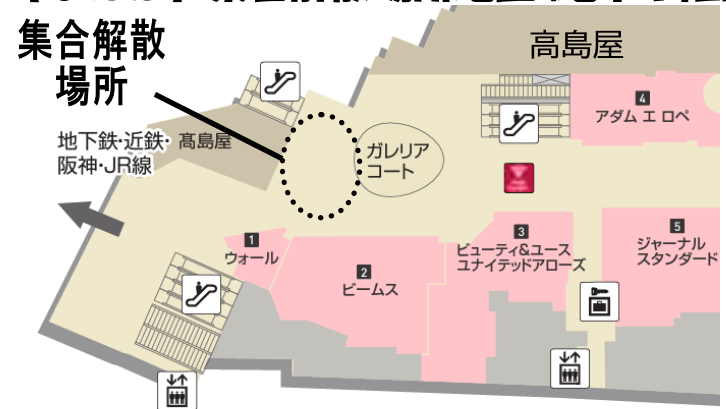 集合解散
場所
高島屋
4
アダム エ ロペ
地下鉄・近鉄・髙島屋
阪神・JR線
ガレリア
コート
1
ウォール
2
ビームス
3
ビューティ&ユース
ユナイテッドアローズ
5
ジャーナル
スタンダード